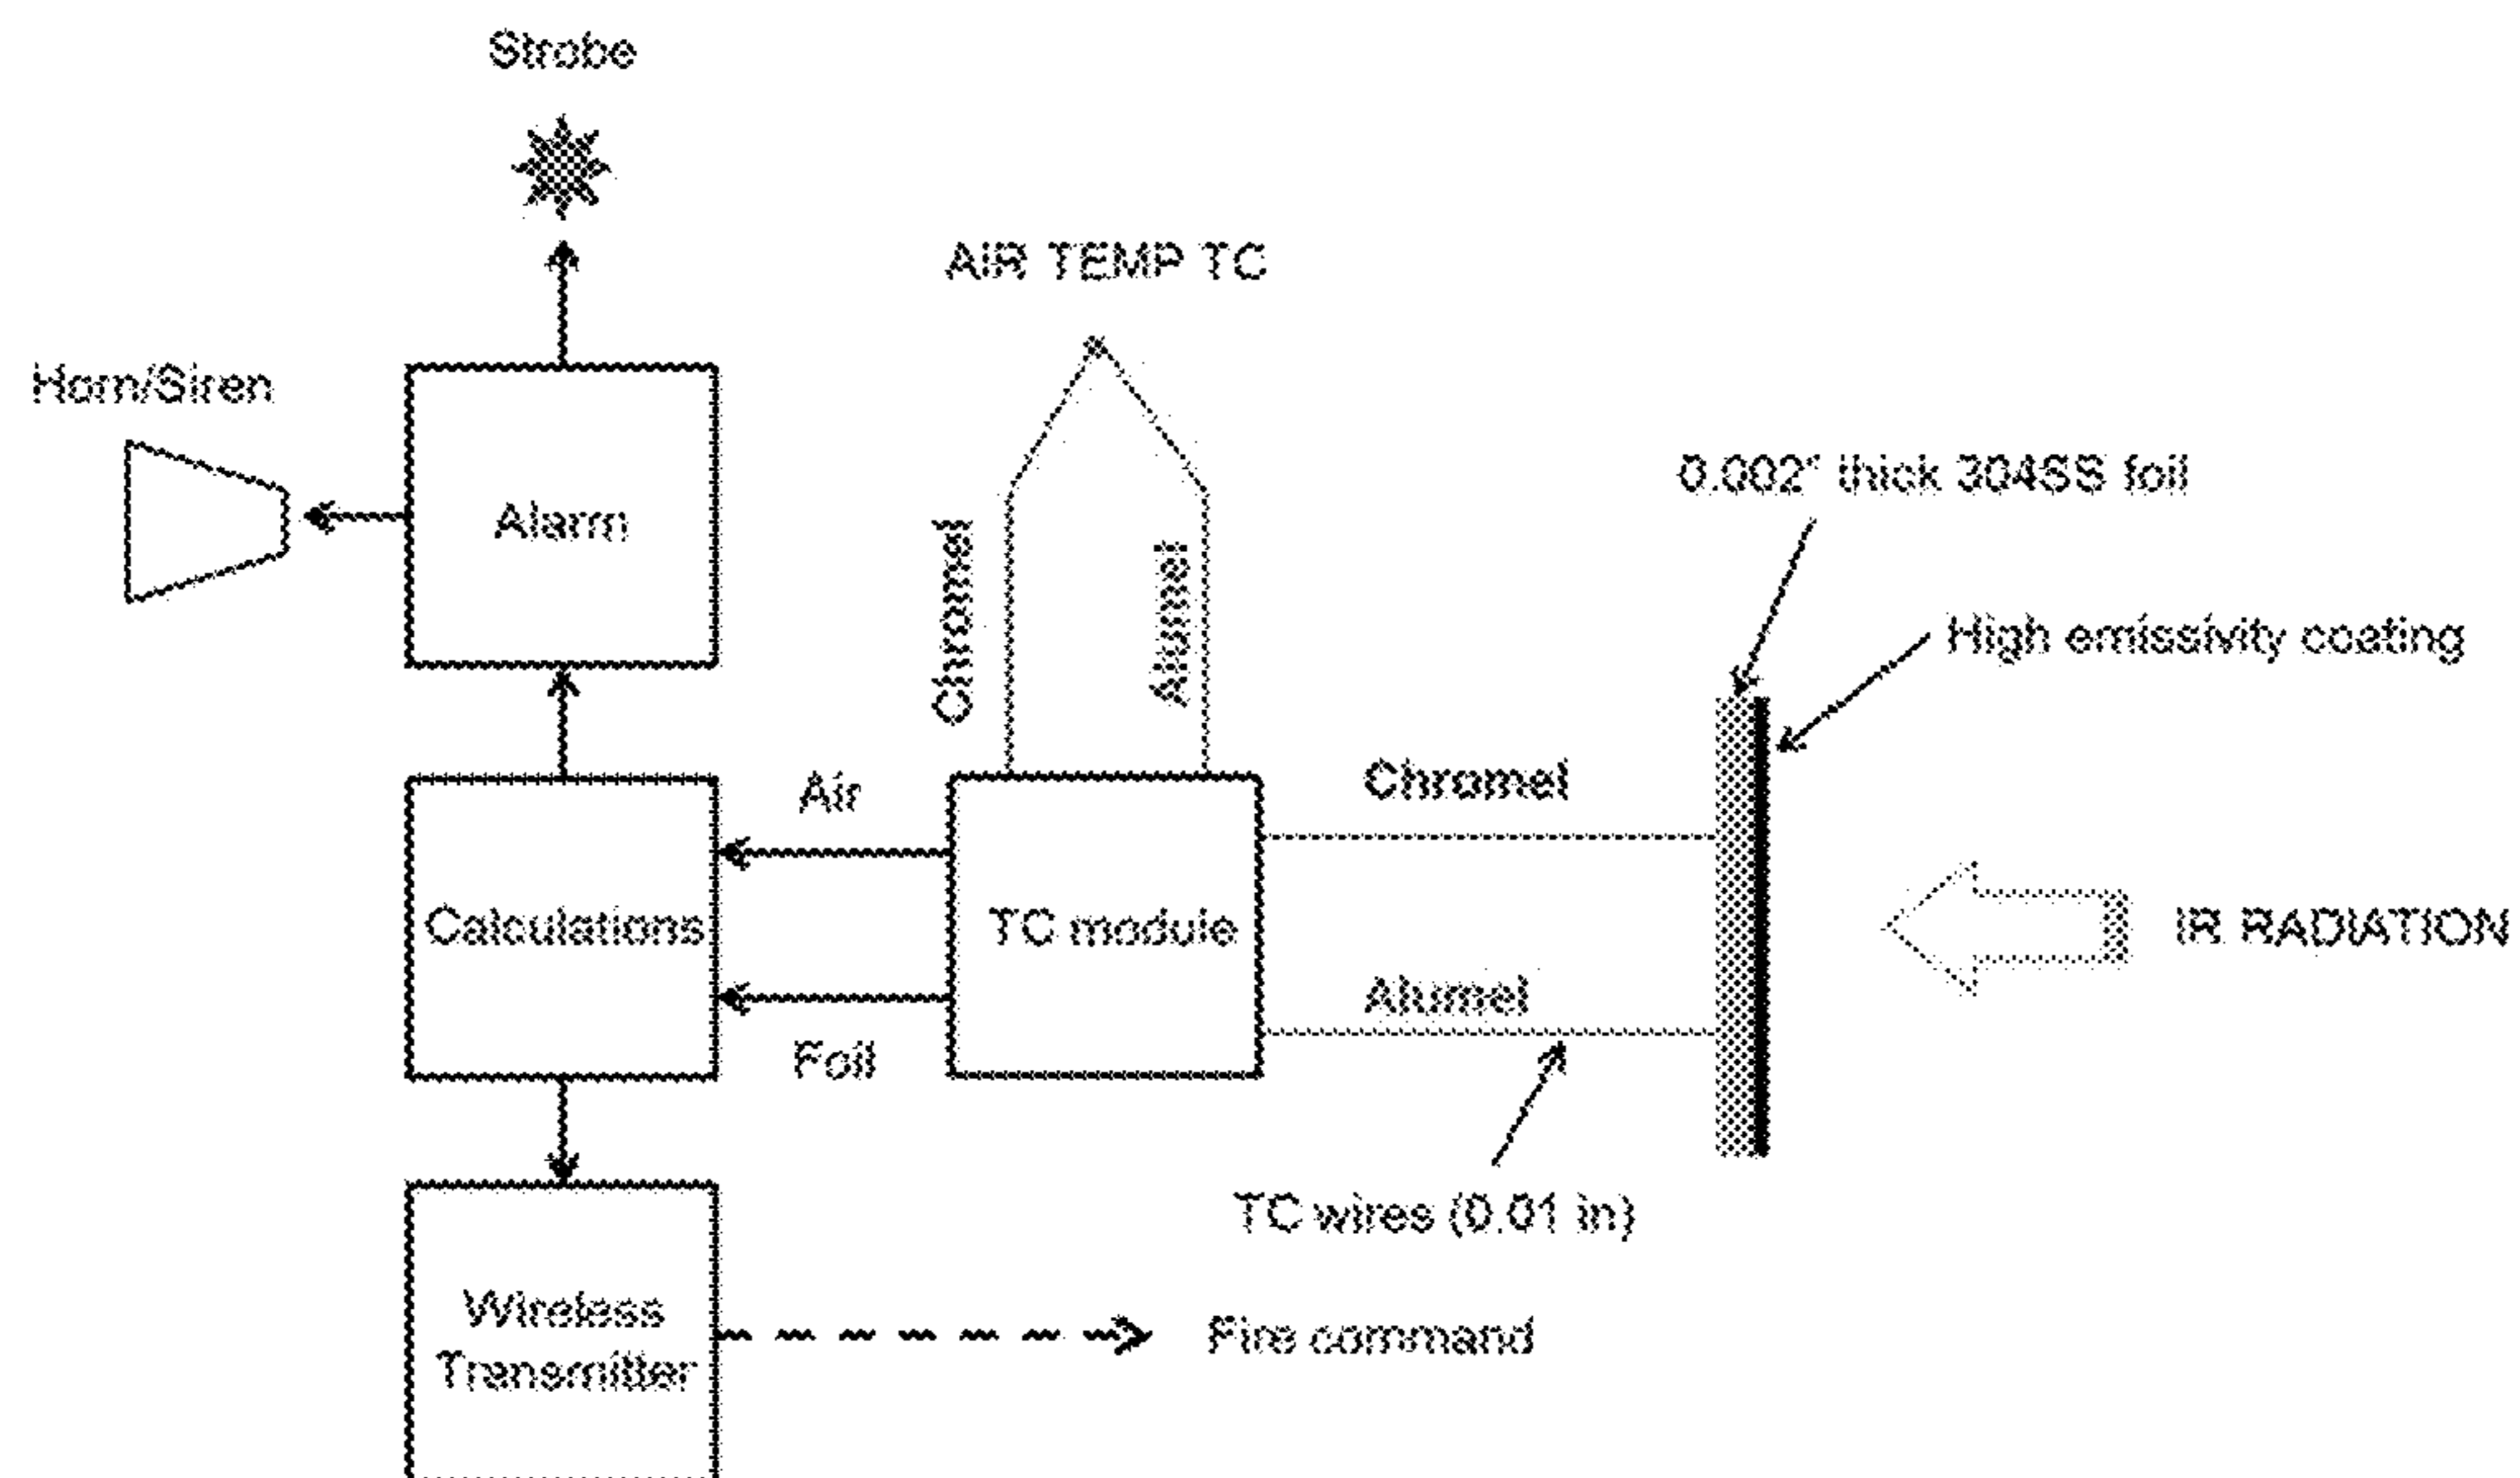 Strobe
AIR TEMP TC
Horn/Siren
Alarm
Chromel
Alumel
0.002" thick 304SS foil
High emissivity coating
Air
Chromel
Calculations
TC module
IR RADIATION
Alumel
Foil
TC wires (0.01 in)
Wireless
Transmitter
Fire command